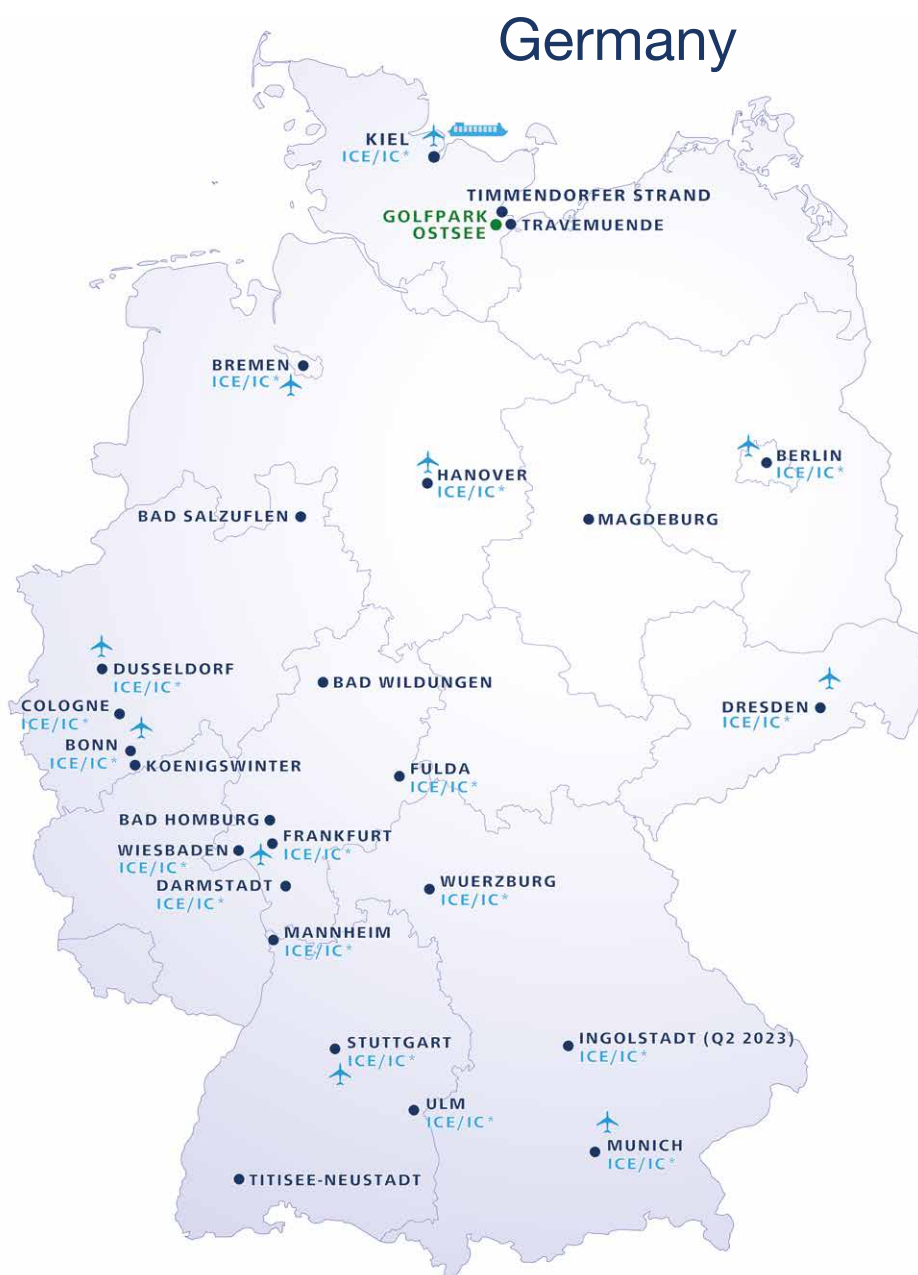 Germany
KIEL
ICE/IC*
TIMMENDORFER STRAND
GOLFPARK
OSTSEE
TRAVEMUENDE
BREMEN
ICE/IC*
BERLIN
ICE/IC*
HANOVER
ICE/IC*
BAD SALZUFLEN
MAGDEBURG
DUSSELDORF
ICE/IC*
BAD WILDUNGEN
COLOGNE
ICE/IC*
DRESDEN
ICE/IC*
BONN
ICE/IC*
KOENIGSWINTER
FULDA
ICE/IC*
BAD HOMBURG
FRANKFURT
ICE/IC*
WIESBADEN
ICE/IC*
DARMSTADT
ICE/IC*
WUERZBURG
ICE/IC*
MANNHEIM
ICE/IC*
STUTTGART
ICE/IC*
INGOLSTADT (Q2 2023)
ICE/IC*
ULM
ICE/IC*
MUNICH
ICE/IC*
TITISEE-NEUSTADT